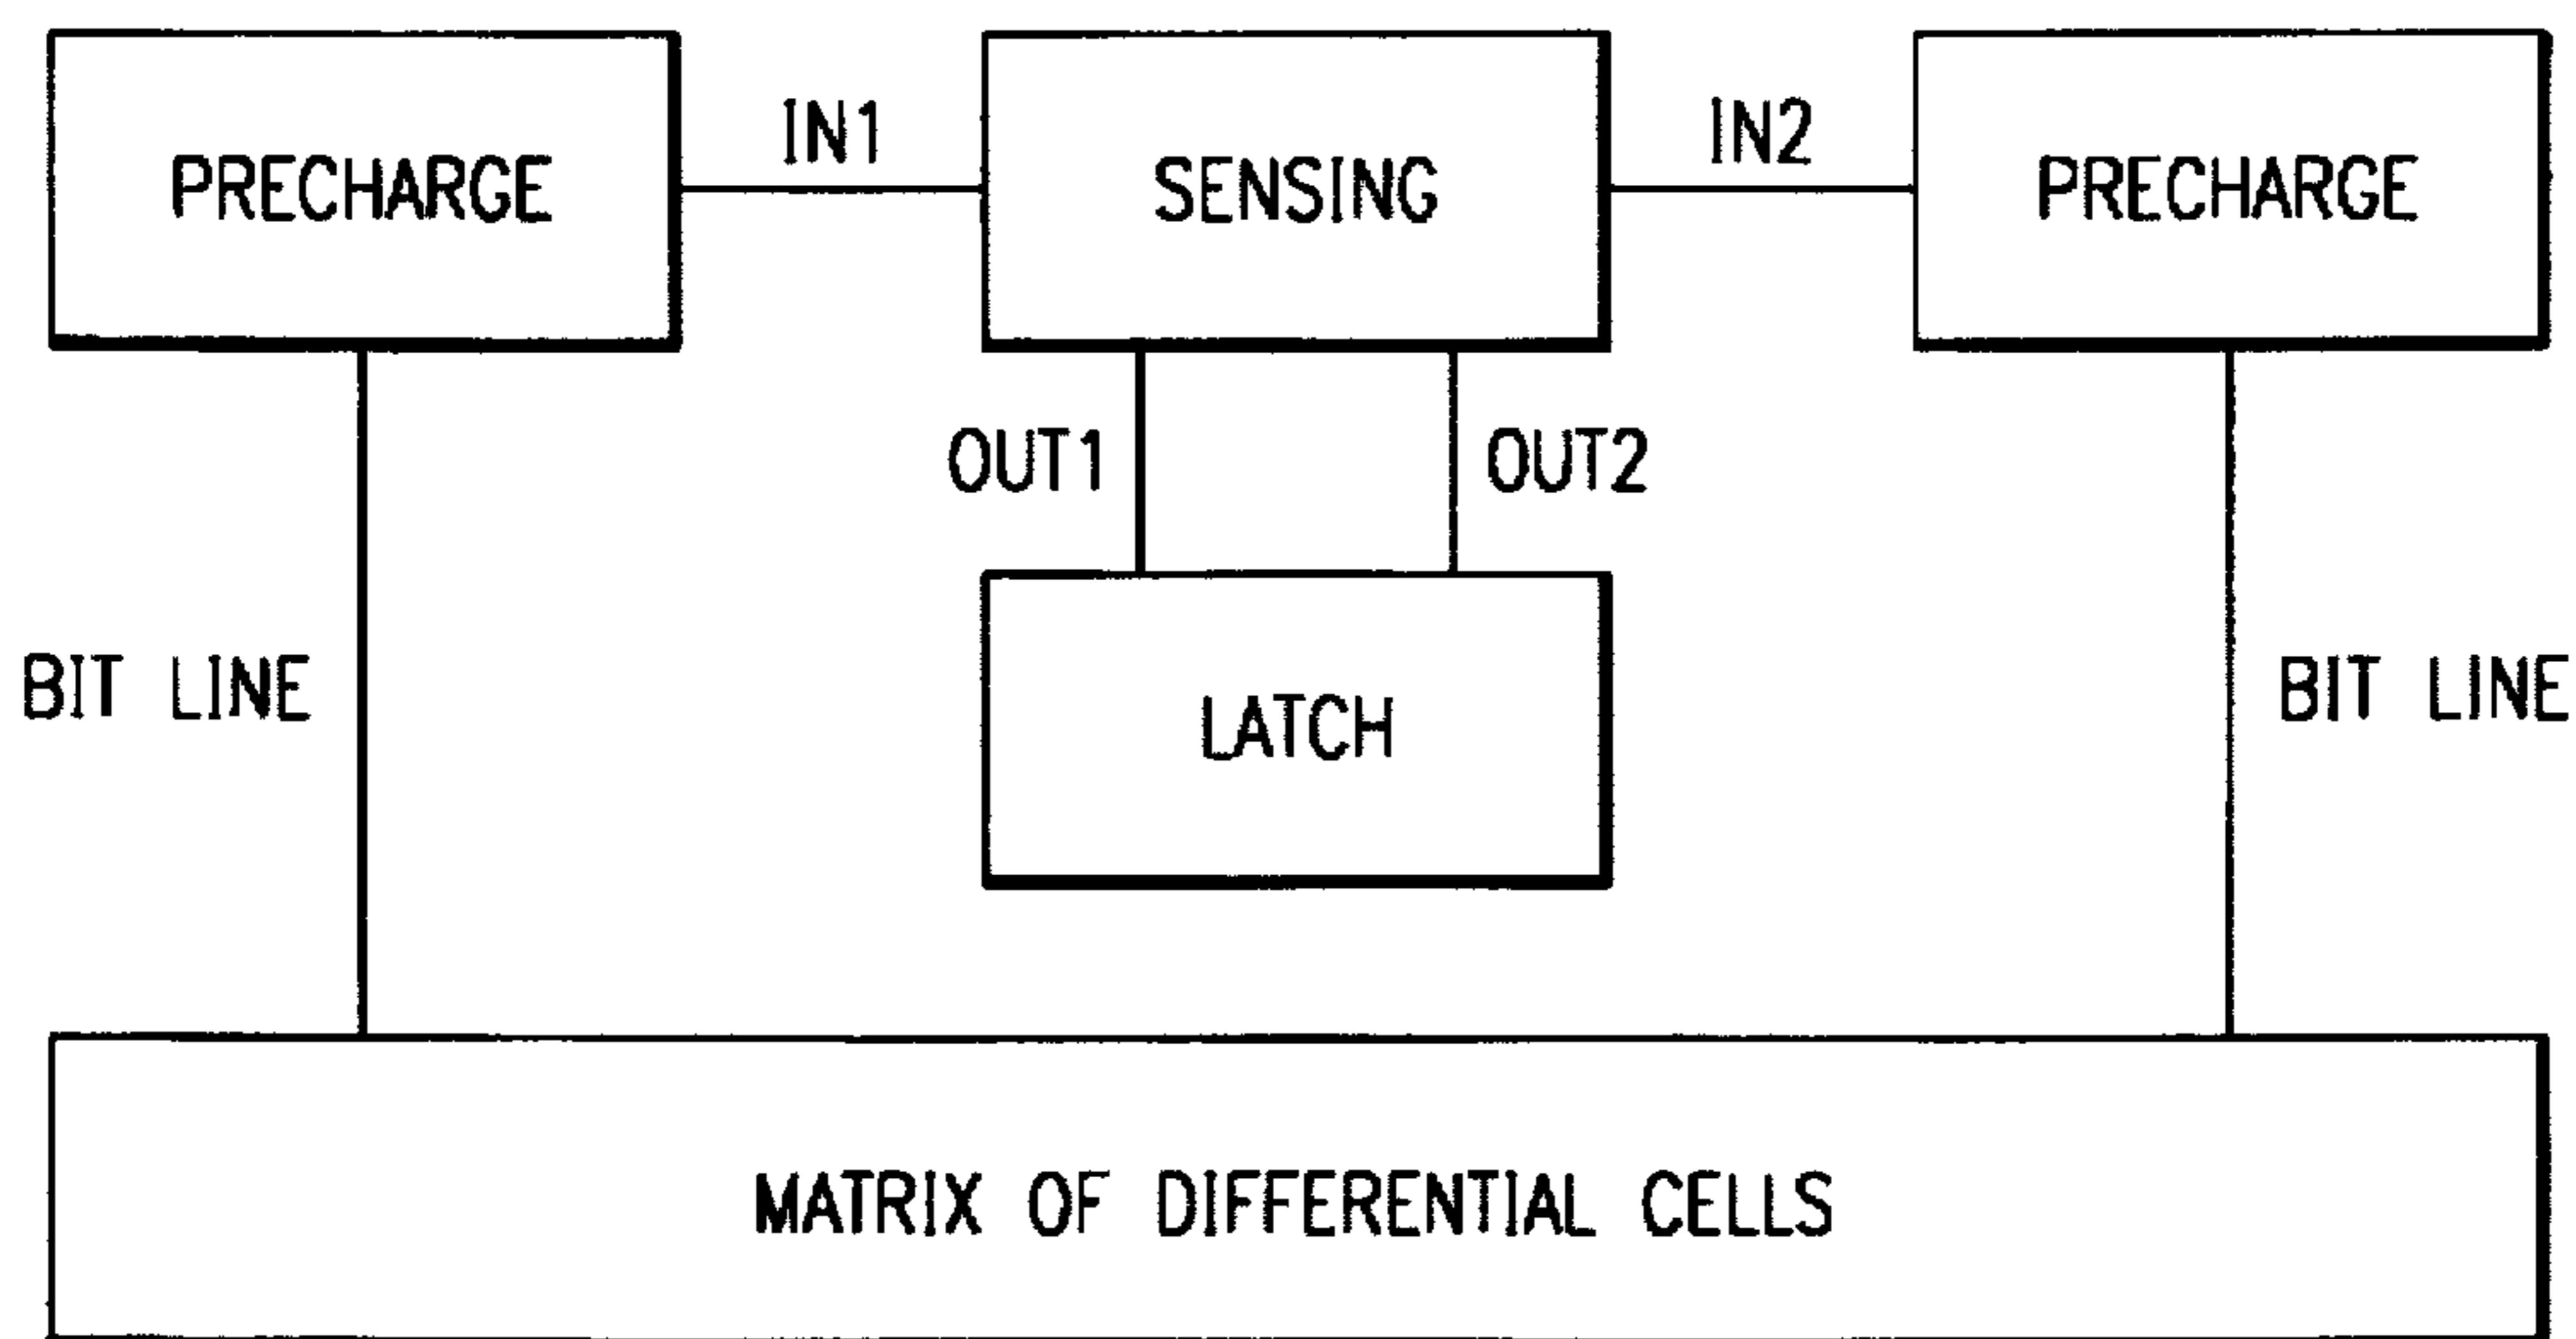 PRECHARGE
IN1
SENSING
IN2
PRECHARGE
OUT1
OUT2
BIT LINE
LATCH
BIT LINE
MATRIX OF DIFFERENTIAL CELLS